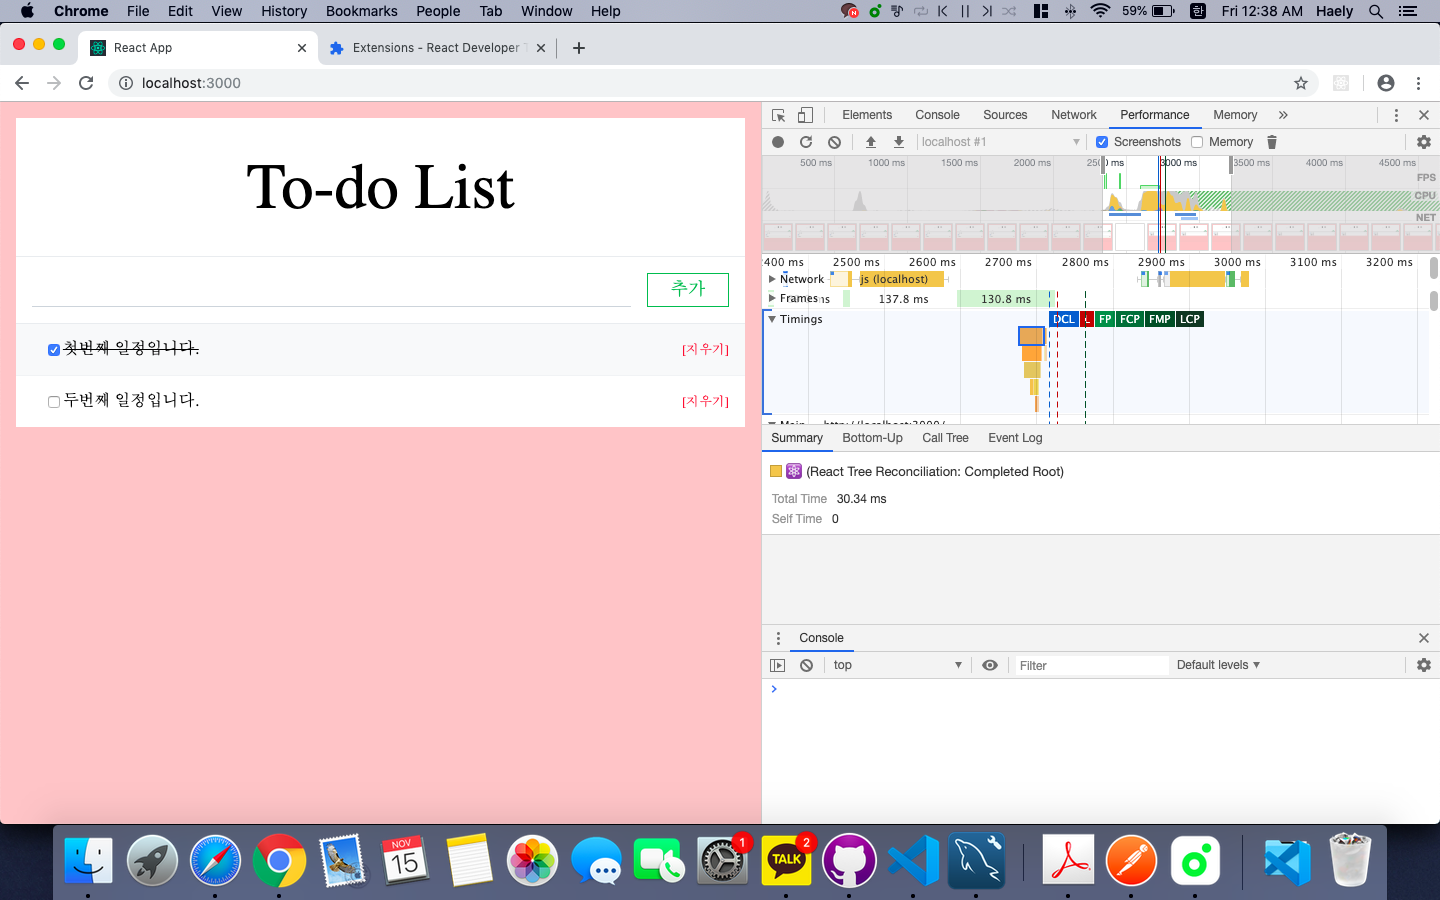 Chrome File Edit View History Bookmarks People Tab Window Help 59% 한 Fri 12:38 AM Haely
React App
Extensions - React Developer
localhost:3000
To-do List
추가
첫번째 일정입니다. [지우기]
두번째 일정입니다. [지우기]
Elements Console Sources Network Performance Memory
localhost #1 Screenshots Memory
500 ms 1000 ms 1500 ms 2000 ms 3000 ms 3500 ms 4000 ms 4500 ms
FPS
CPU
NET
400 ms 2500 ms 2600 ms 2700 ms 2800 ms 2900 ms 3000 ms 3100 ms 3200 ms
Network js (localhost)
Frames ns 137.8 ms 130.8 ms
Timings DCL L FP FCP FMP LCP
Summary Bottom-Up Call Tree Event Log
(React Tree Reconciliation: Completed Root)
Total Time 30.34 ms
Self Time 0
Console
top Filter Default levels
NOV
15
1
TALK
2